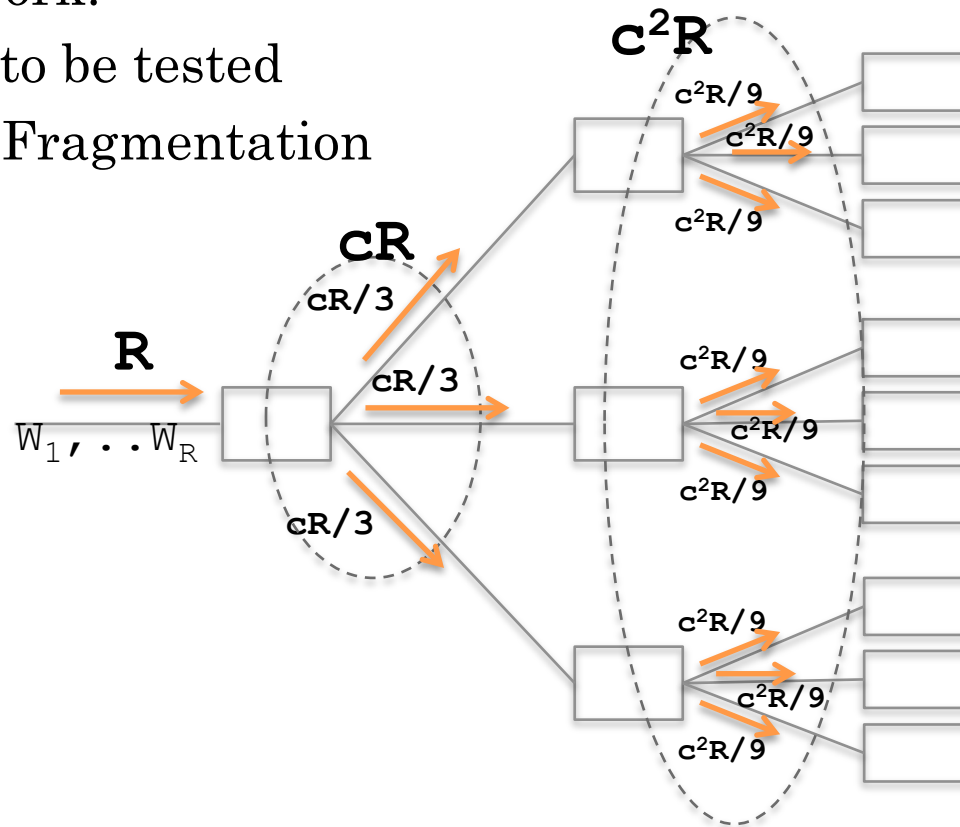 to be tested
Fragmentation
c²R
c²R/9
c²R/9
c²R/9
cR
cR/3
R
cR/3
W₁,..W_R
cR/3
c²R/9
c²R/9
c²R/9
c²R/9
c²R/9
c²R/9